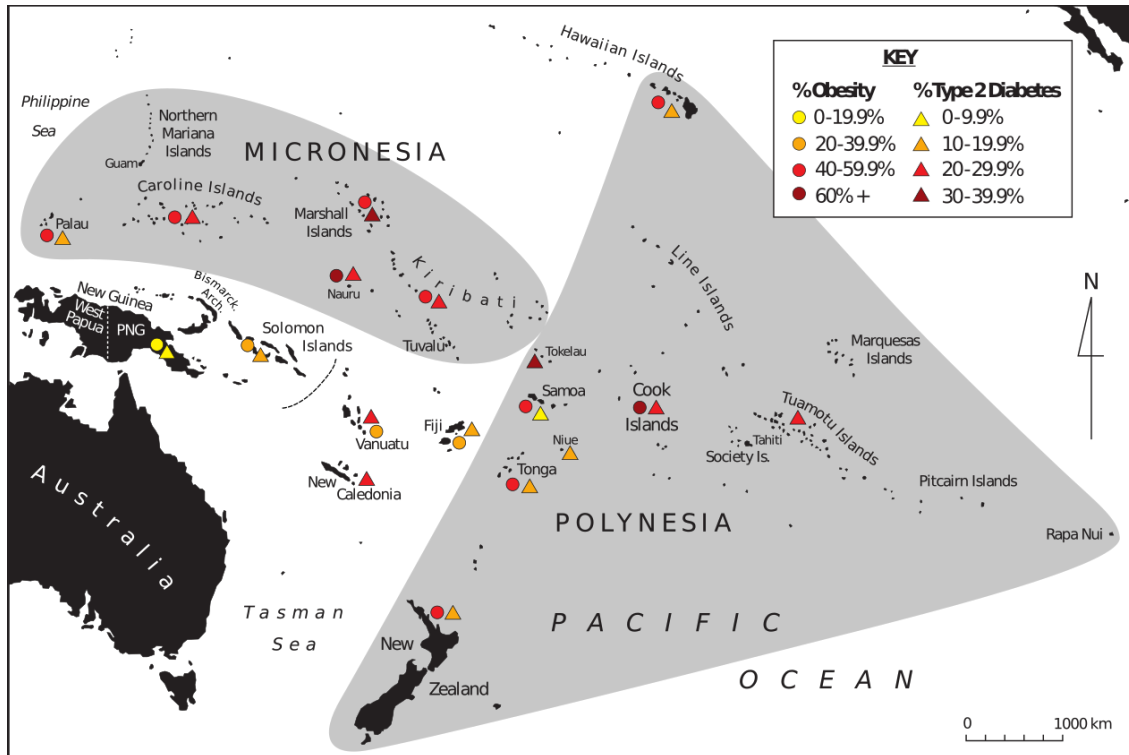 Hawaiian Islands
KEY
%Obesity
%Type 2 Diabetes
0-19.9%
0-9.9%
20-39.9%
10-19.9%
40-59.9%
20-29.9%
60% +
30-39.9%
Philippine
Sea
Northern
Mariana
Islands
Guam
MICRONESIA
Caroline Islands
Palau
Marshall
Islands
Nauru
Kiribati
Tuvalu
Line Islands
N
New Guinea
West
Papua
PNG
Bismarck.
Arch.
Solomon
Islands
Tokelau
Samoa
Cook
Islands
Marquesas
Islands
Tuamotu Islands
Tahiti
Society Is.
Vanuatu
Fiji
Niue
Tonga
New
Caledonia
Pitcairn Islands
Rapa Nui
POLYNESIA
Australia
Tasman
Sea
PACIFIC
OCEAN
New
Zealand
0
1000 km